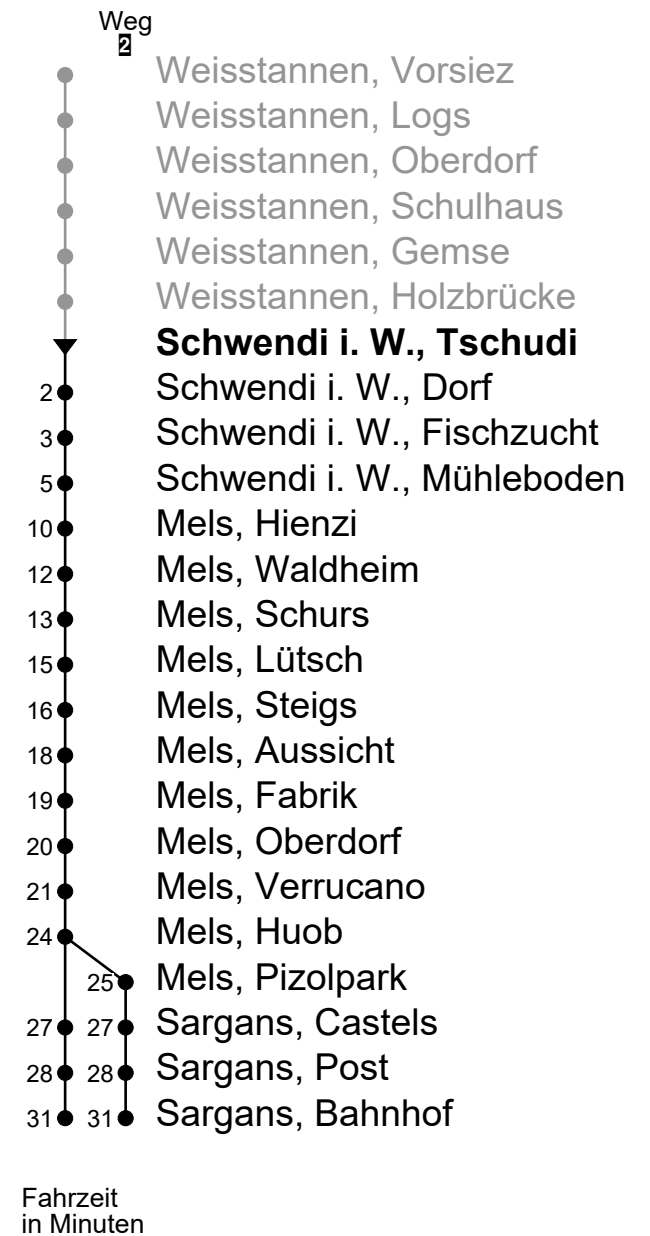 Weg
2
Weisstannen, Vorsiez
Weisstannen, Logs
Weisstannen, Oberdorf
Weisstannen, Schulhaus
Weisstannen, Gemse
Weisstannen, Holzbrücke
Schwendi i. W., Tschudi
2 Schwendi i. W., Dorf
3 Schwendi i. W., Fischzucht
5 Schwendi i. W., Mühleboden
10 Mels, Hienzi
12 Mels, Waldheim
13 Mels, Schurs
15 Mels, Lütsch
16 Mels, Steigs
18 Mels, Aussicht
19 Mels, Fabrik
20 Mels, Oberdorf
21 Mels, Verrucano
24 Mels, Huob
25 Mels, Pizolpark
27 27 Sargans, Castels
28 28 Sargans, Post
31 31 Sargans, Bahnhof
Fahrzeit
in Minuten